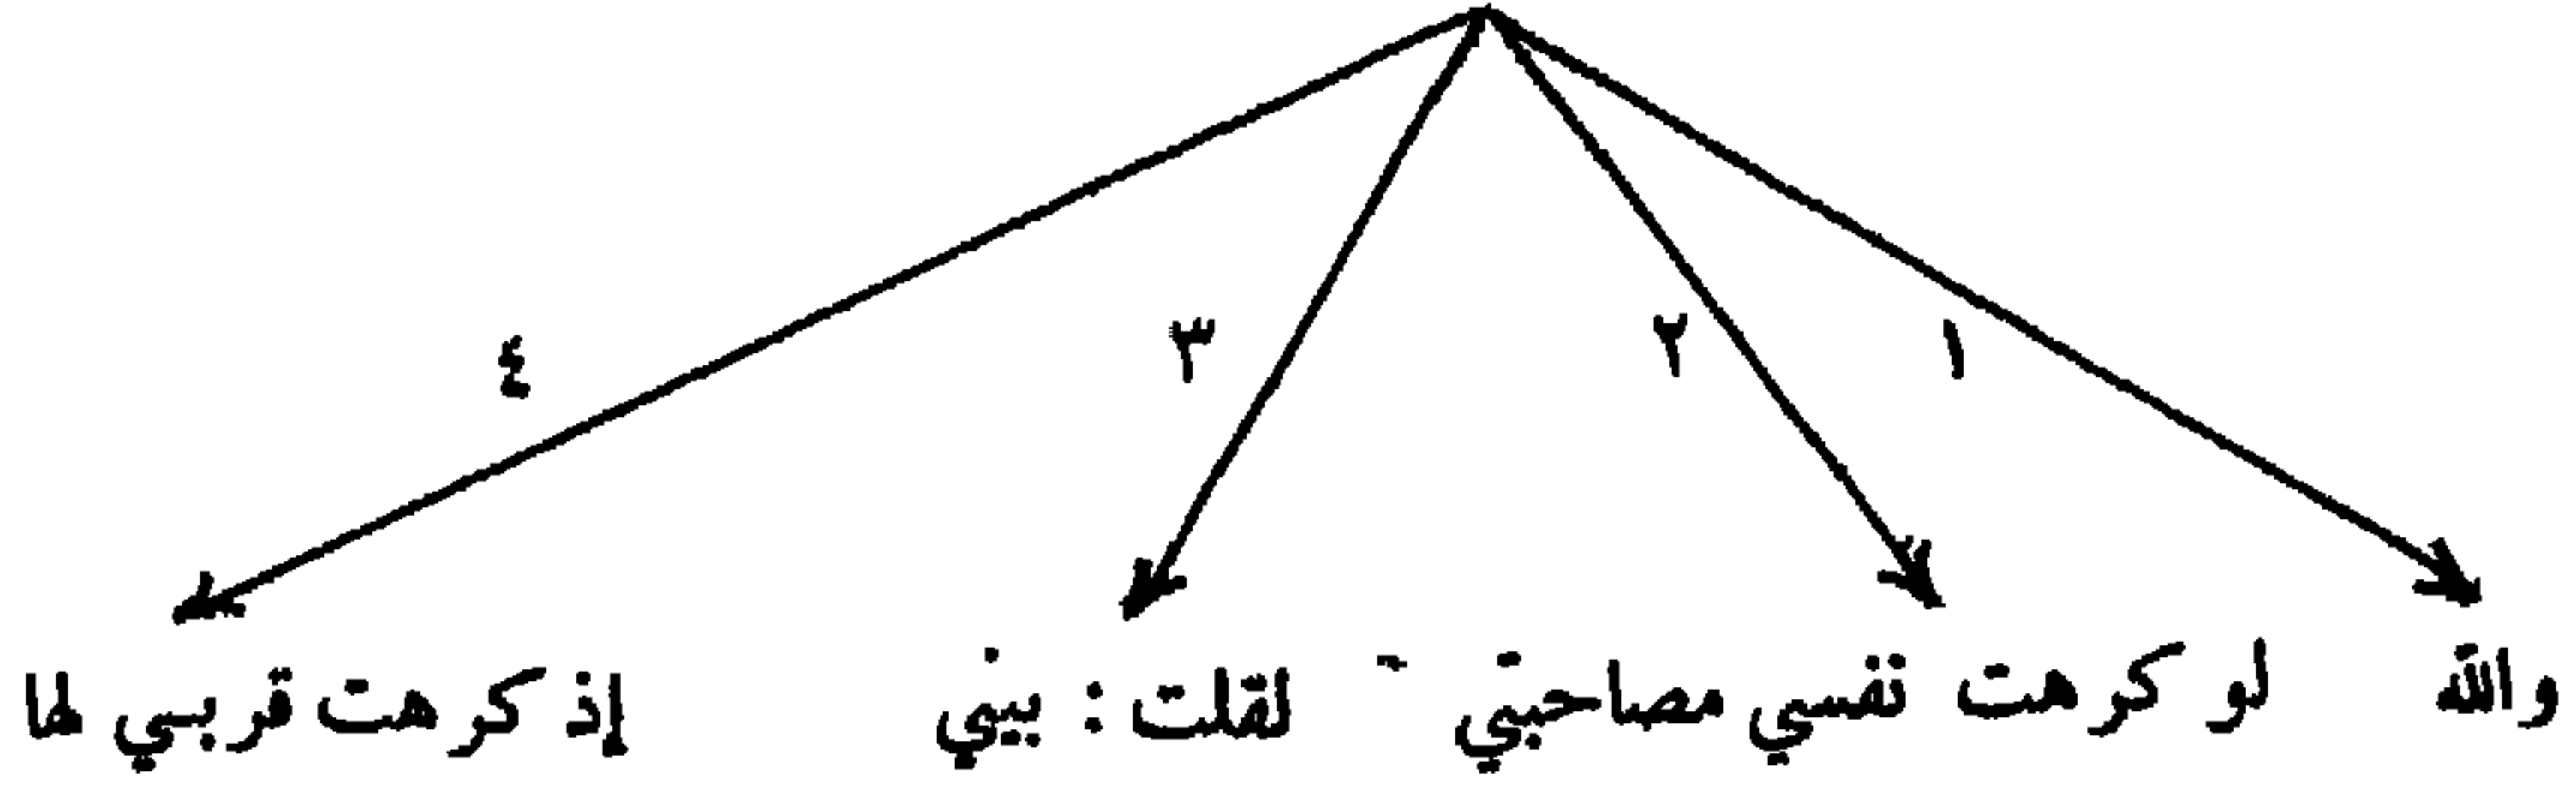 ١ ٢ ٣ ٤
والله لو كرهت نفسي مصاحبتي لقلت : بيني إذ كرهت قربي لها